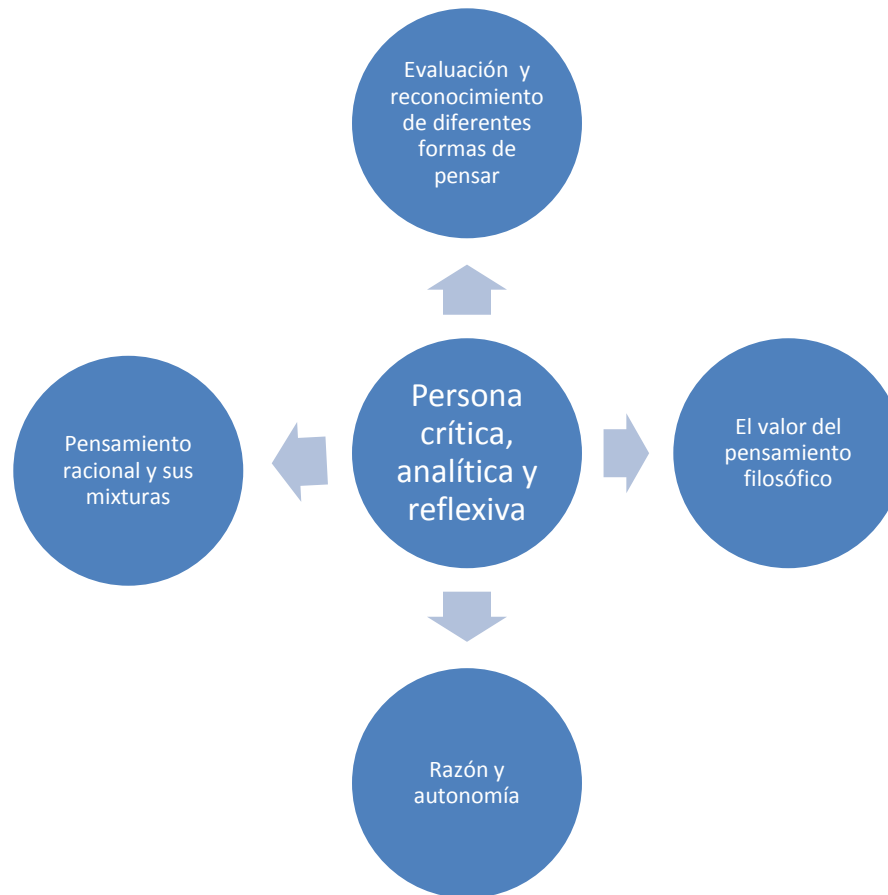 Evaluación y
reconocimiento
de diferentes
formas de
pensar
Pensamiento
racional y sus
mixturas
Persona
crítica,
analítica y
reflexiva
El valor del
pensamiento
filosófico
Razón y
autonomía